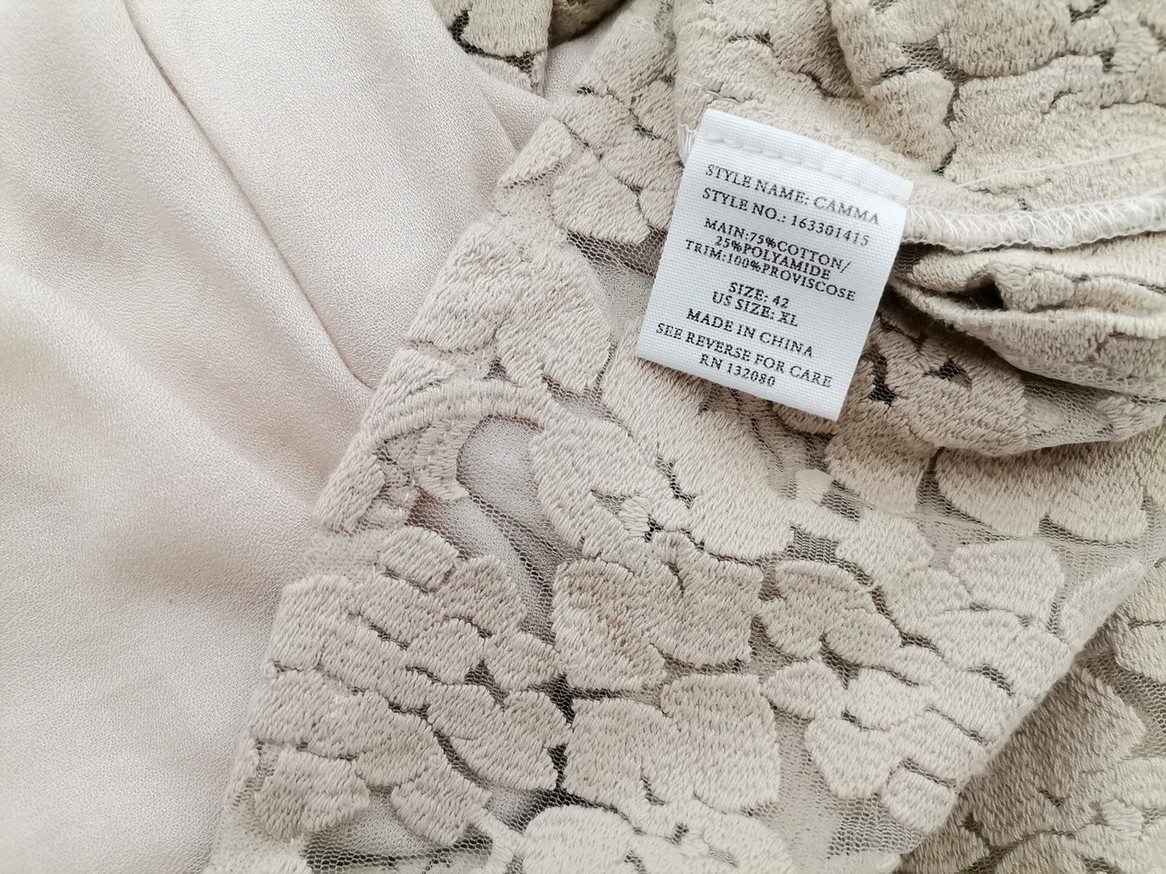 STYLE NAME: CAMMA
STYLE NO.: 163301415
MAIN:75%COTTON/
25%POLYAMIDE
TRIM:100%PROVISCOSE
SIZE: 42
US SIZE: XL
MADE IN CHINA
SEE REVERSE FOR CARE
RN 132080